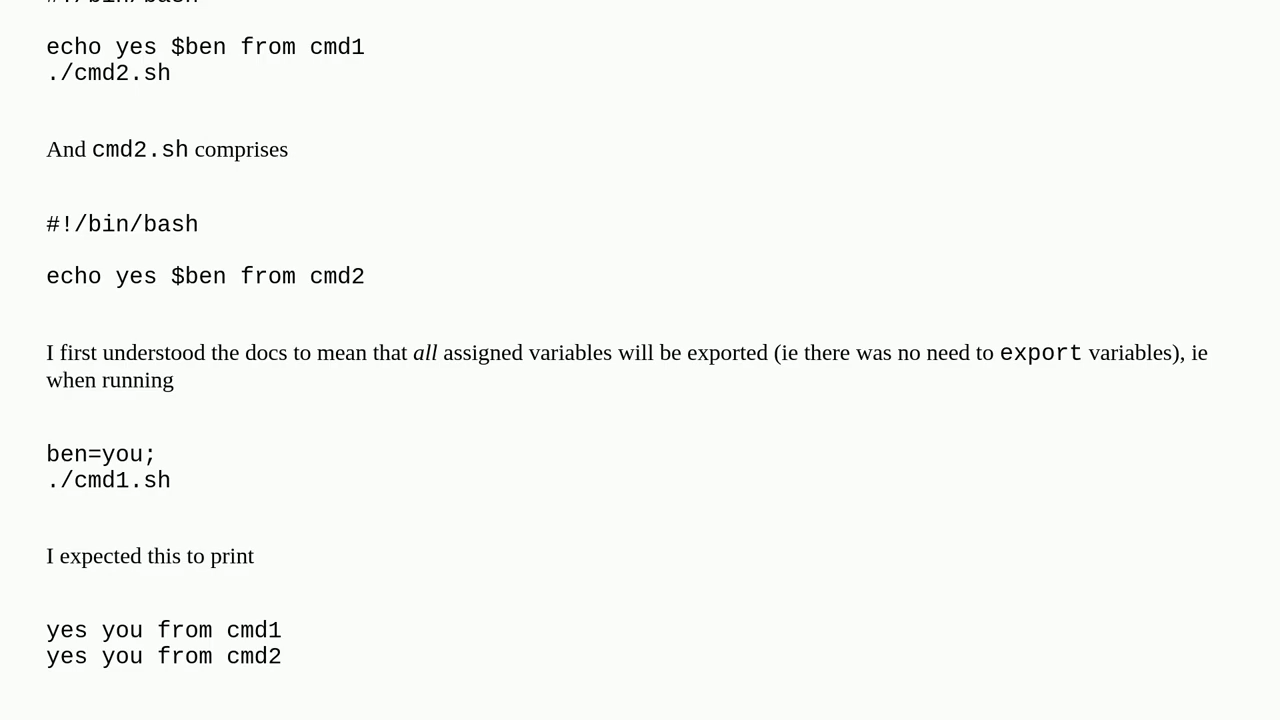 #!/bin/bash
echo yes $ben from cmd1
./cmd2.sh
And cmd2.sh comprises
#!/bin/bash
echo yes $ben from cmd2
I first understood the docs to mean that all assigned variables will be exported (ie there was no need to export variables), ie
when running
ben=you;
./cmd1.sh
I expected this to print
yes you from cmd1
yes you from cmd2